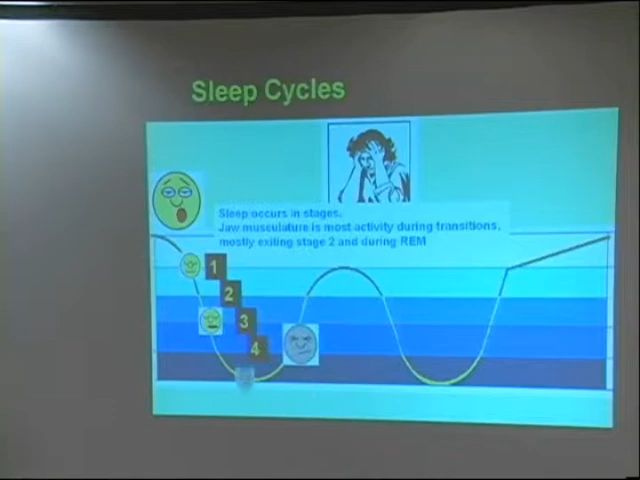 Sleep Cycles
Sleep occurs in stages.
Jaw musculature is most activity during transitions,
mostly exiting stage 2 and during REM
1
2
3
4